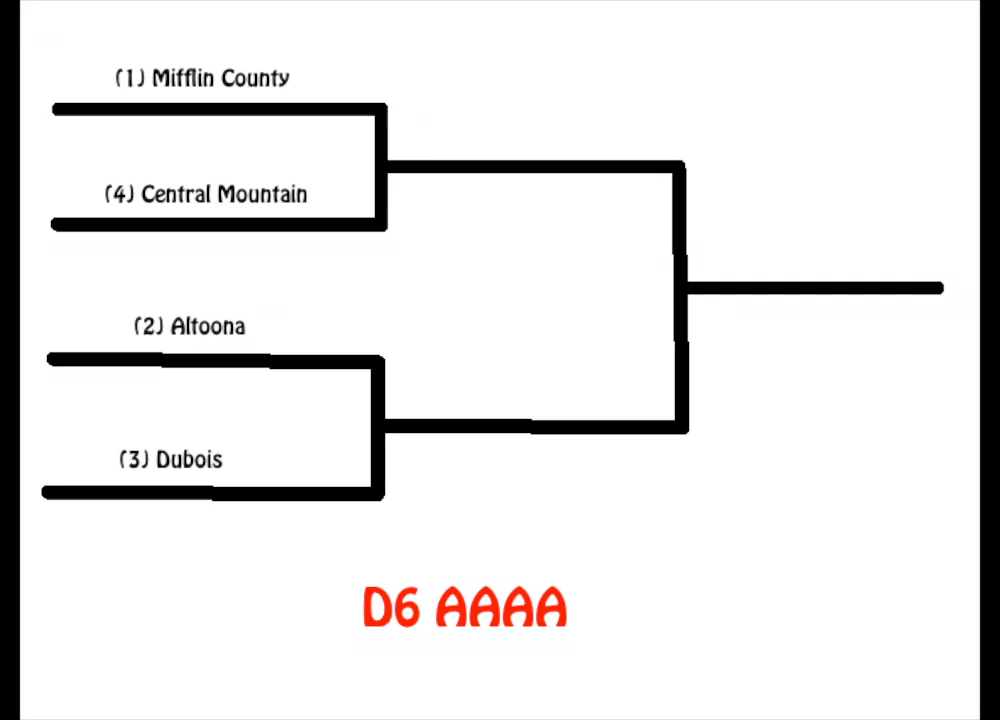 (1) Mifflin County
(4) Central Mountain
(2) Altoona
(3) Dubois
D6 AAAA